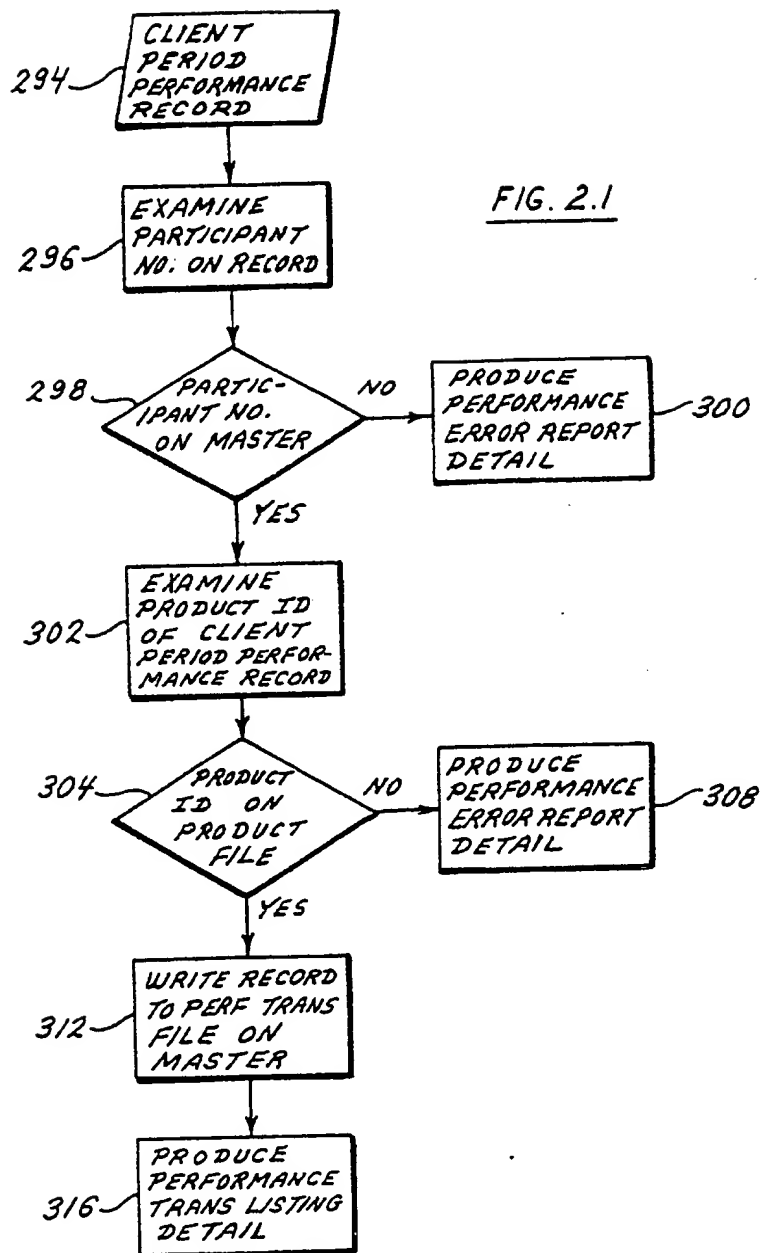 CLIENT
PERIOD
PERFORMANCE
RECORD
294
FIG. 2.1
EXAMINE
PARTICIPANT
NO. ON RECORD
296
PARTIC-
IPANT NO.
ON MASTER
298
NO
PRODUCE
PERFORMANCE
ERROR REPORT
DETAIL
300
YES
EXAMINE
PRODUCT ID
OF CLIENT
PERIOD PERFOR-
MANCE RECORD
302
PRODUCT
ID ON
PRODUCT
FILE
304
NO
PRODUCE
PERFORMANCE
ERROR REPORT
DETAIL
308
YES
WRITE RECORD
TO PERF TRANS
FILE ON
MASTER
312
PRODUCE
PERFORMANCE
TRANS LISTING
DETAIL
316